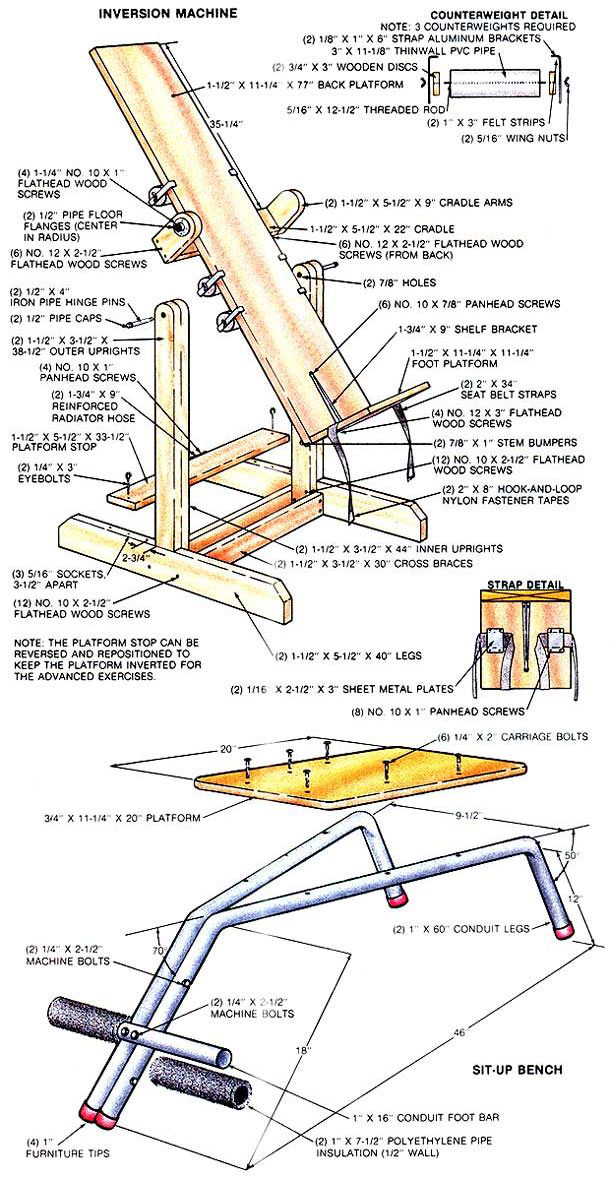 INVERSION MACHINE
COUNTERWEIGHT DETAIL
NOTE: 3 COUNTERWEIGHTS REQUIRED
(2) 1/8" X 1" X 6" STRAP ALUMINUM BRACKETS
3" X 11-1/8" THINWALL PVC PIPE
(2) 3/4" X 3" WOODEN DISCS
1-1/2" X 11-1/4" X 77" BACK PLATFORM
5/16" X 12-1/2" THREADED ROD
(2) 1" X 3" FELT STRIPS
(2) 5/16" WING NUTS
35-1/4"
(4) 1-1/4" NO. 10 X 1"
FLATHEAD WOOD
SCREWS
(2) 1/2" PIPE FLOOR
FLANGES (CENTER
IN RADIUS)
(6) NO. 12 X 2-1/2"
FLATHEAD WOOD SCREWS
(2) 1/2" X 4"
IRON PIPE HINGE PINS
(2) 1/2" PIPE CAPS
(2) 1-1/2" X 3-1/2" X
38-1/2" OUTER UPRIGHTS
(4) NO. 10 X 1"
PANHEAD SCREWS
(2) 1-3/4" X 9"
REINFORCED
RADIATOR HOSE
1-1/2" X 5-1/2" X 33-1/2"
PLATFORM STOP
(2) 1/4" X 3"
EYEBOLTS
2-3/4"
(3) 5/16" SOCKETS,
3-1/2" APART
(12) NO. 10 X 2-1/2"
FLATHEAD WOOD SCREWS
NOTE: THE PLATFORM STOP CAN BE
REVERSED AND REPOSITIONED TO
KEEP THE PLATFORM INVERTED FOR
THE ADVANCED EXERCISES.
(2) 1-1/2" X 5-1/2" X 9" CRADLE ARMS
1-1/2" X 5-1/2" X 22" CRADLE
(6) NO. 12 X 2-1/2" FLATHEAD WOOD
SCREWS (FROM BACK)
(2) 7/8" HOLES
(6) NO. 10 X 7/8" PANHEAD SCREWS
1-3/4" X 9" SHELF BRACKET
1-1/2" X 11-1/4" X 11-1/4"
FOOT PLATFORM
(2) 2" X 34"
SEAT BELT STRAPS
(4) NO. 12 X 3" FLATHEAD
WOOD SCREWS
(2) 7/8" X 1" STEM BUMPERS
(12) NO. 10 X 2-1/2" FLATHEAD
WOOD SCREWS
(2) 2" X 8" HOOK-AND-LOOP
NYLON FASTENER TAPES
(2) 1-1/2" X 3-1/2" X 44" INNER UPRIGHTS
(2) 1-1/2" X 3-1/2" X 30" CROSS BRACES
(2) 1-1/2" X 5-1/2" X 40" LEGS
STRAP DETAIL
(2) 1/16 X 2-1/2" X 3" SHEET METAL PLATES
(8) NO. 10 X 1" PANHEAD SCREWS
(6) 1/4" X 2" CARRIAGE BOLTS
20"
3/4" X 11-1/4" X 20" PLATFORM
9-1/2"
50°
12"
(2) 1" X 60" CONDUIT LEGS
70°
(2) 1/4" X 2-1/2"
MACHINE BOLTS
(2) 1/4" X 2-1/2"
MACHINE BOLTS
18"
46
SIT-UP BENCH
1" X 16" CONDUIT FOOT BAR
(2) 1" X 7-1/2" POLYETHYLENE PIPE
INSULATION (1/2" WALL)
(4) 1"
FURNITURE TIPS